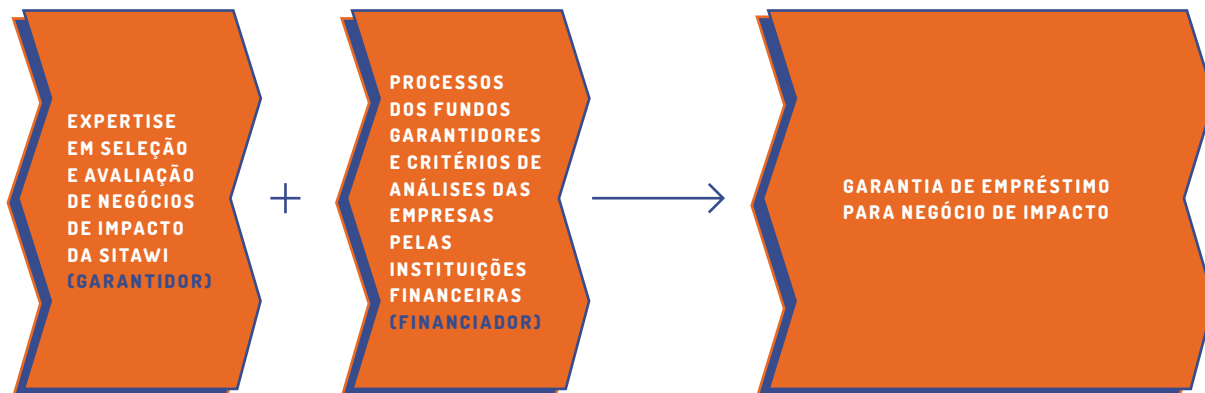 EXPERTISE
EM SELEÇÃO
E AVALIAÇÃO
DE NEGÓCIOS
DE IMPACTO
DA SITAWI
(GARANTIDOR)
+
PROCESSOS
DOS FUNDOS
GARANTIDORES
E CRITÉRIOS DE
ANÁLISES DAS
EMPRESAS
PELAS
INSTITUIÇÕES
FINANCEIRAS
(FINANCIADOR)
GARANTIA DE EMPRÉSTIMO
PARA NEGÓCIO DE IMPACTO